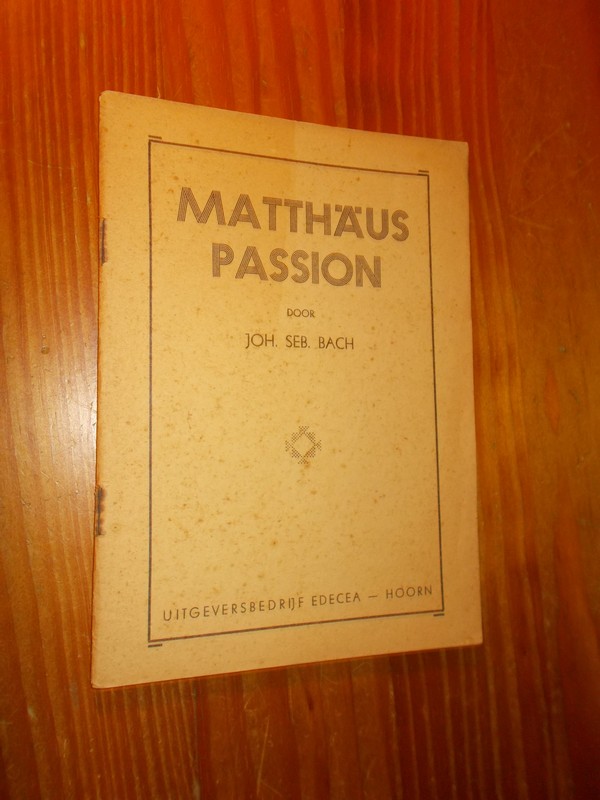 MATTHÄUS
PASSION
DOOR
JOH. SEB. BACH
UITGEVERSBEDRIJF EDECEA — HOORN